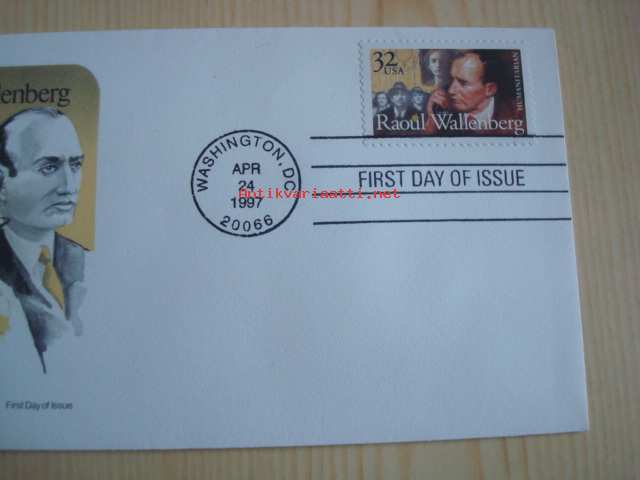 lenberg
First Day of Issue
WASHINGTON, DC
APR
24
1997
20066
32
USA
HUMANITARIAN
Raoul Wallenberg
FIRST DAY OF ISSUE
Antikvariaatti.net